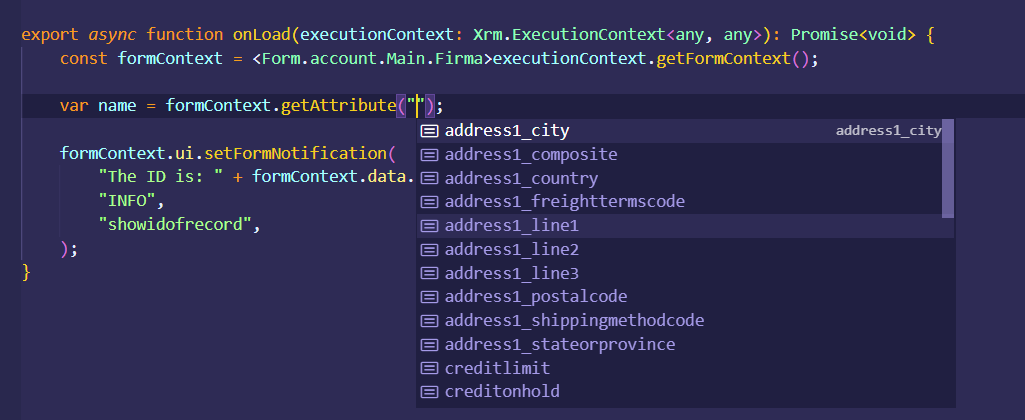 export async function onLoad(executionContext: Xrm.ExecutionContext<any, any>): Promise<void> {
const formContext = <Form.account.Main.Firma>executionContext.getFormContext();
var name = formContext.getAttribute("");
address1_city address1_city
address1_composite
formContext.ui.setFormNotification(
"The ID is: " + formContext.data.
address1_country
"INFO",
address1_freighttermscode
"showidofrecord",
address1_line1
);
address1_line2
}
address1_line3
address1_postalcode
address1_shippingmethodcode
address1_stateorprovince
creditlimit
creditonhold